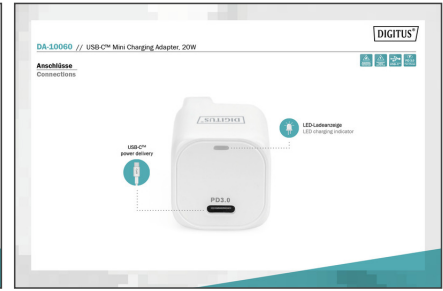 DIGITUS®
DA-10060 // USB-C™ Mini Charging Adapter, 20W
Anschlüsse
Connections
DIGITUS
LED-Ladeanzeige
LED charging indicator
USB-C™
power delivery
PD3.0